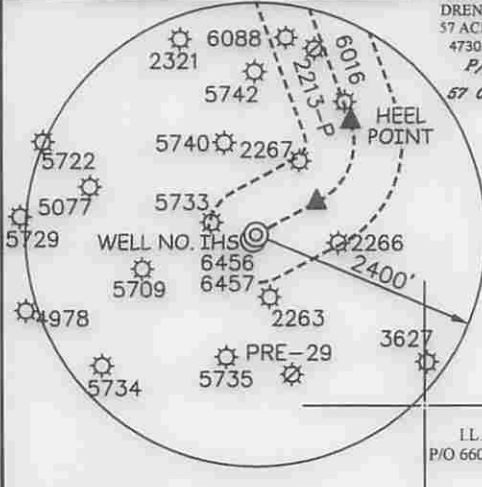 DREN
57 AC
4730
P/
57
6088
2321
2213-P
6016
5742
HEEL
POINT
5722
5740
2267
5077
5733
5729
WELL NO. IHS
6456
6457
2266
2400'
5709
2263
4978
3627
5734
5735
PRE-29
I.L.
P/O 660